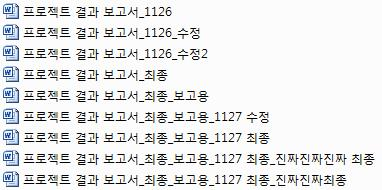 프로젝트 결과 보고서_1126
프로젝트 결과 보고서_1126_수정
프로젝트 결과 보고서_1126_수정2
프로젝트 결과 보고서_최종
프로젝트 결과 보고서_최종_보고용
프로젝트 결과 보고서_최종_보고용_1127 수정
프로젝트 결과 보고서_최종_보고용_1127 최종
프로젝트 결과 보고서_최종_보고용_1127 최종_진짜진짜진짜 최종
프로젝트 결과 보고서_최종_보고용_1127 최종_진짜진짜최종